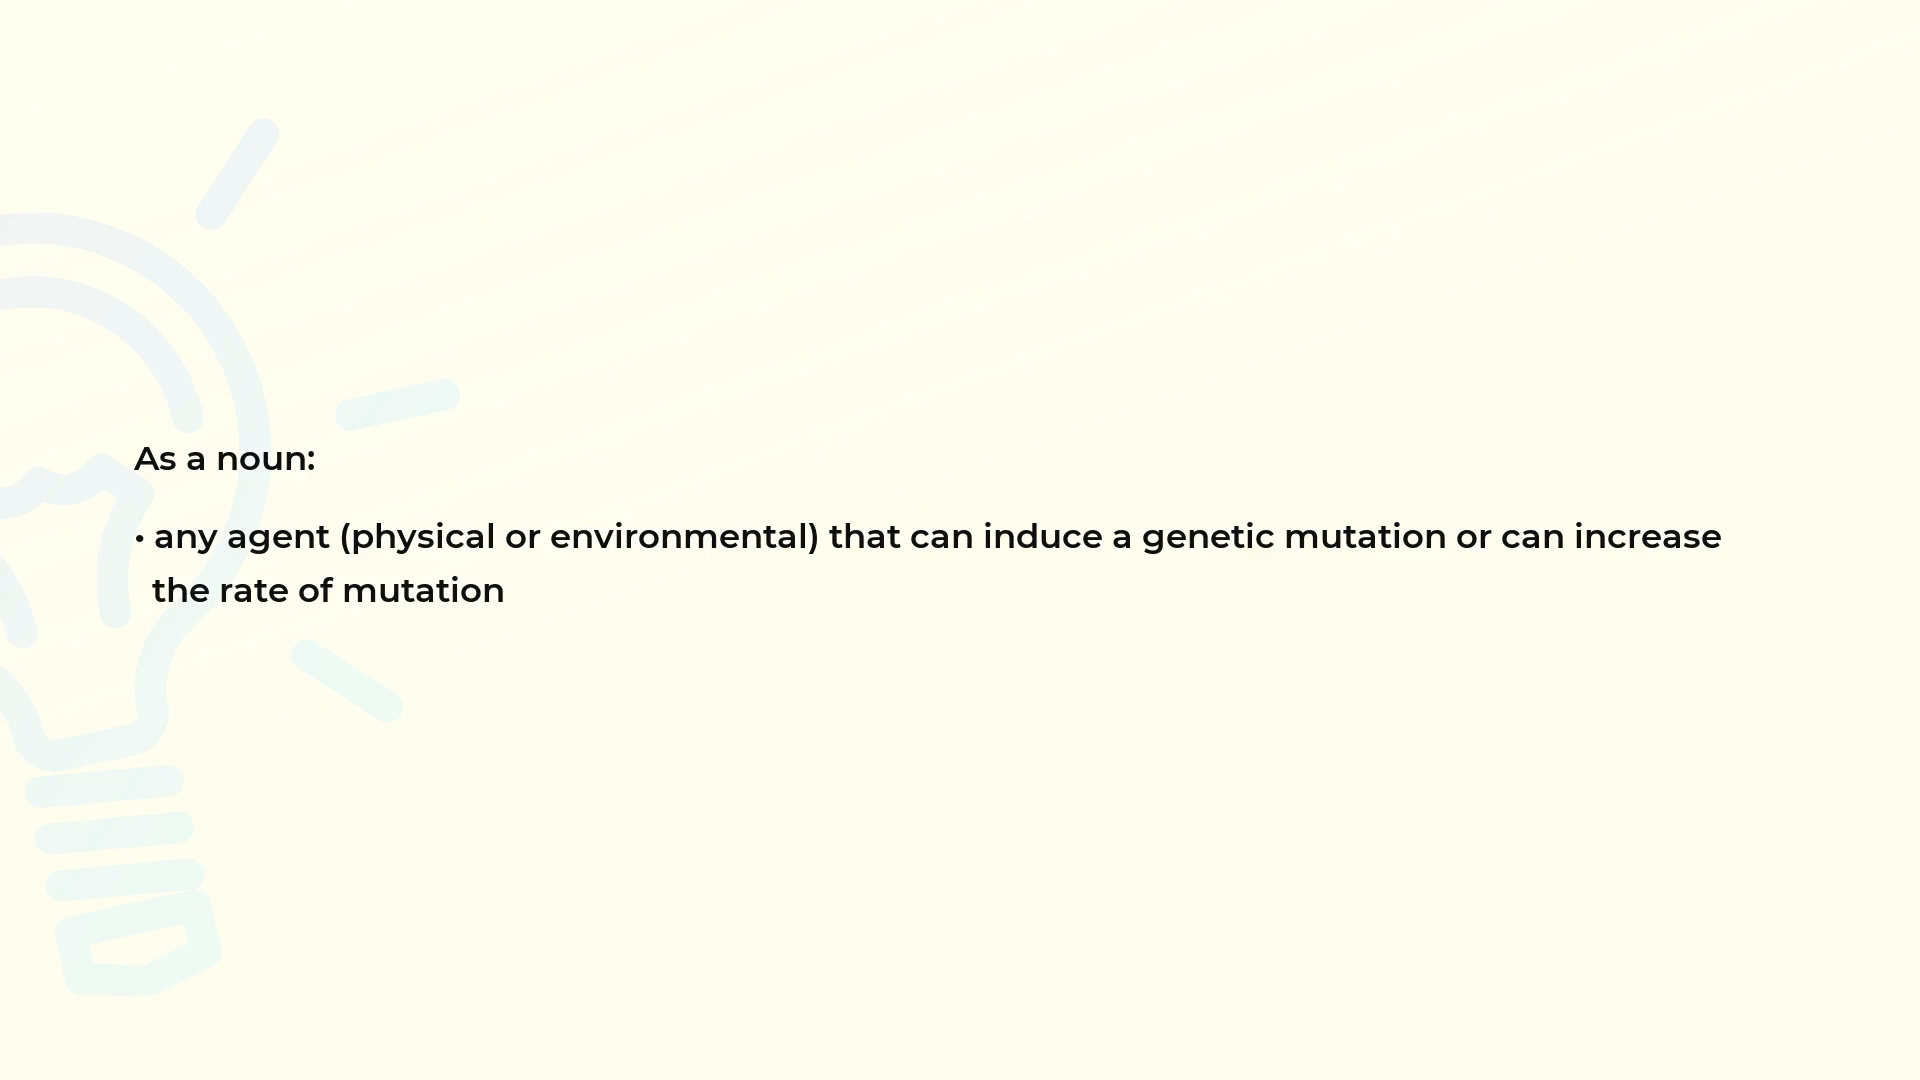 As a noun:
• any agent (physical or environmental) that can induce a genetic mutation or can increase
the rate of mutation